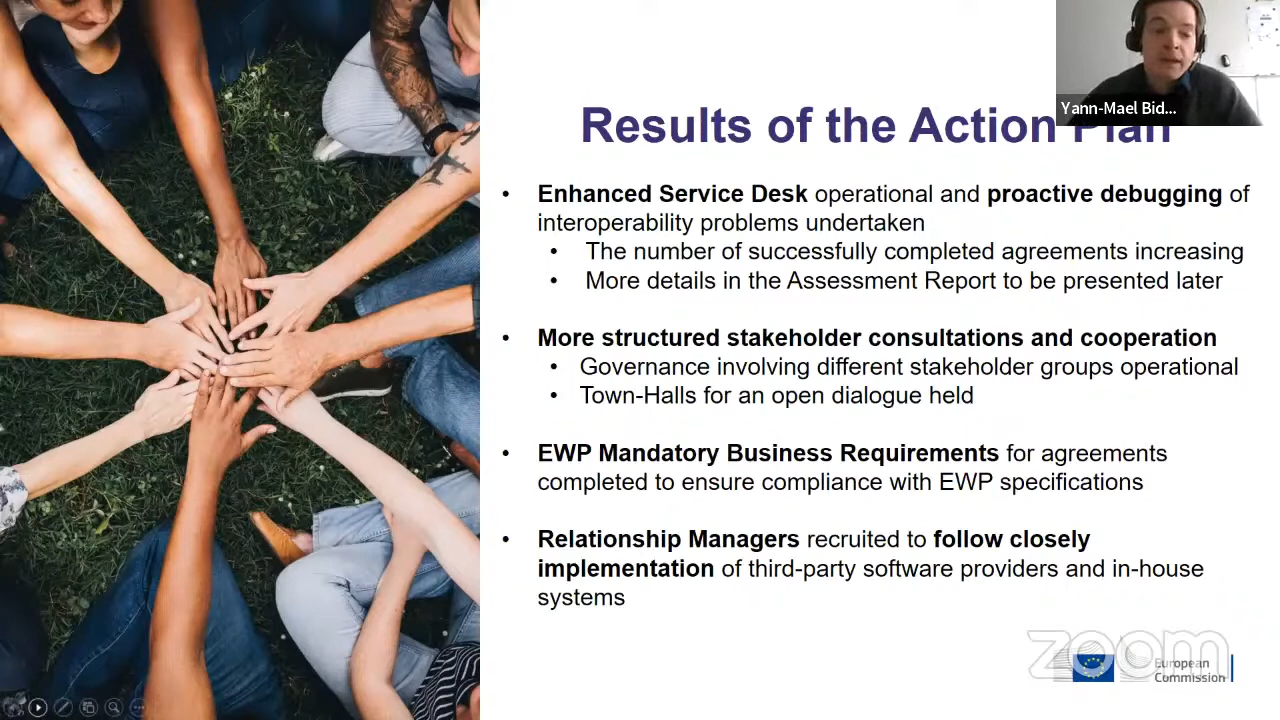 Yann-Mael Bid...
Results of the Action Plan
• Enhanced Service Desk operational and proactive debugging of
interoperability problems undertaken
• The number of successfully completed agreements increasing
• More details in the Assessment Report to be presented later
• More structured stakeholder consultations and cooperation
• Governance involving different stakeholder groups operational
• Town-Halls for an open dialogue held
• EWP Mandatory Business Requirements for agreements
completed to ensure compliance with EWP specifications
• Relationship Managers recruited to follow closely
implementation of third-party software providers and in-house
systems
zoom
European
Commission